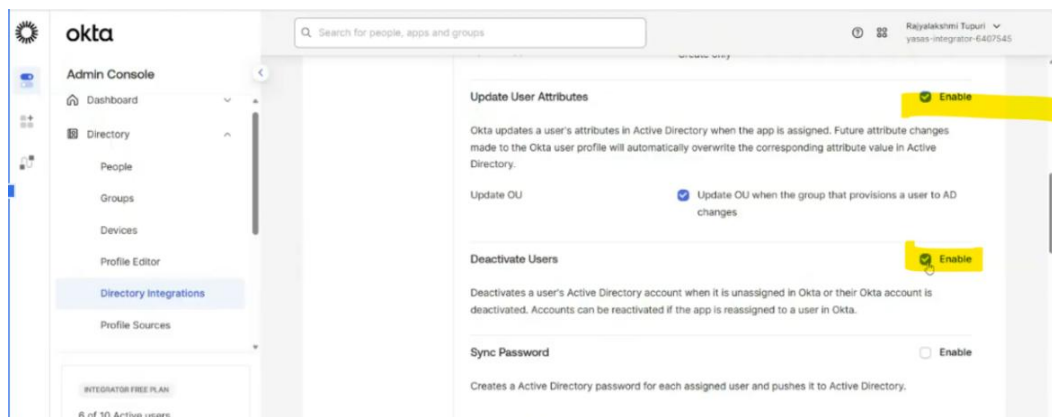 okta
Search for people, apps and groups
Rajyalakshmi Tupuri
yasas-integrator-6407545
Admin Console
Dashboard
Directory
People
Groups
Devices
Profile Editor
Directory Integrations
Profile Sources
INTEGRATOR FREE PLAN
6 of 10 Active users
Create only
Update User Attributes
Enable
Okta updates a user's attributes in Active Directory when the app is assigned. Future attribute changes
made to the Okta user profile will automatically overwrite the corresponding attribute value in Active
Directory.
Update OU
Update OU when the group that provisions a user to AD
changes
Deactivate Users
Enable
Deactivates a user's Active Directory account when it is unassigned in Okta or their Okta account is
deactivated. Accounts can be reactivated if the app is reassigned to a user in Okta.
Sync Password
Enable
Creates a Active Directory password for each assigned user and pushes it to Active Directory.